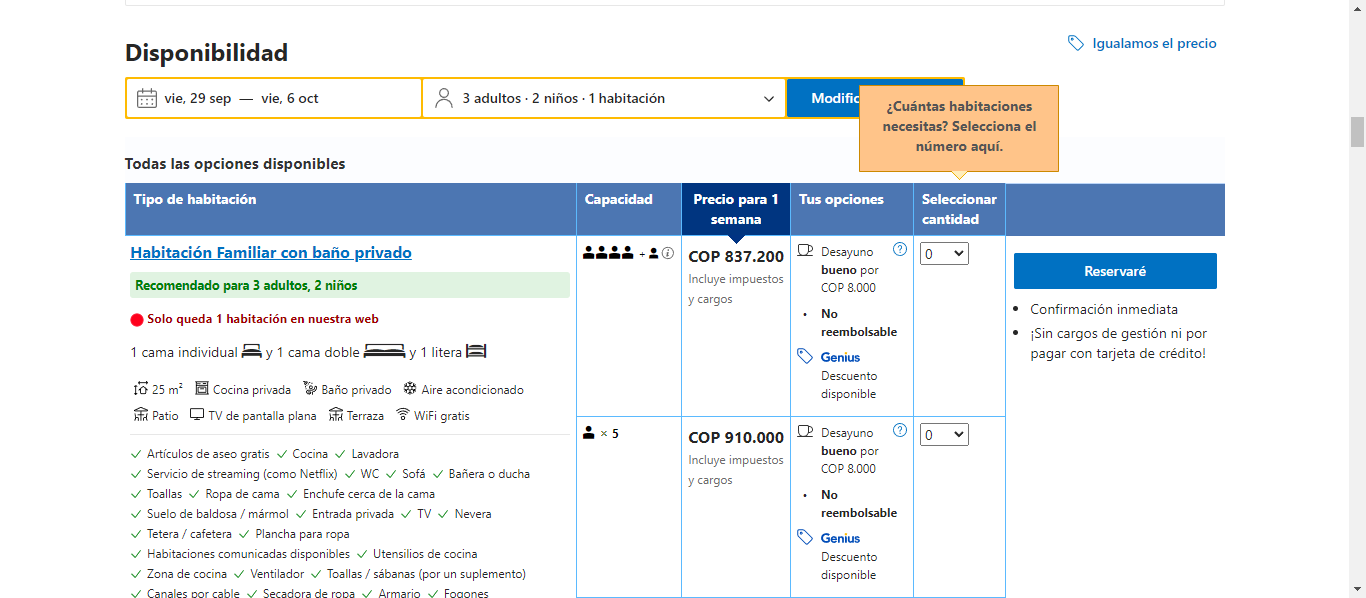 Disponibilidad
Igualamos el precio
vie, 29 sep — vie, 6 oct
3 adultos · 2 niños · 1 habitación
Modific
¿Cuántas habitaciones
necesitas? Selecciona el
número aquí.
Todas las opciones disponibles
Tipo de habitación
Capacidad
Precio para 1
semana
Tus opciones
Seleccionar
cantidad
Habitación Familiar con baño privado
Recomendado para 3 adultos, 2 niños
Solo queda 1 habitación en nuestra web
1 cama individual y 1 cama doble y 1 litera
25 m² Cocina privada Baño privado Aire acondicionado
Patio TV de pantalla plana Terraza WiFi gratis
Artículos de aseo gratis Cocina Lavadora
Servicio de streaming (como Netflix) WC Sofá Bañera o ducha
Toallas Ropa de cama Enchufe cerca de la cama
Suelo de baldosa / mármol Entrada privada TV Nevera
Tetera / cafetera Plancha para ropa
Habitaciones comunicadas disponibles Utensilios de cocina
Zona de cocina Ventilador Toallas / sábanas (por un suplemento)
Canales por cable Secadora de ropa Armario Fogones
+
COP 837.200
Incluye impuestos
y cargos
Desayuno
bueno por
COP 8.000
• No
reembolsable
Genius
Descuento
disponible
0
Reservaré
• Confirmación inmediata
• ¡Sin cargos de gestión ni por
pagar con tarjeta de crédito!
× 5
COP 910.000
Incluye impuestos
y cargos
Desayuno
bueno por
COP 8.000
• No
reembolsable
Genius
Descuento
disponible
0